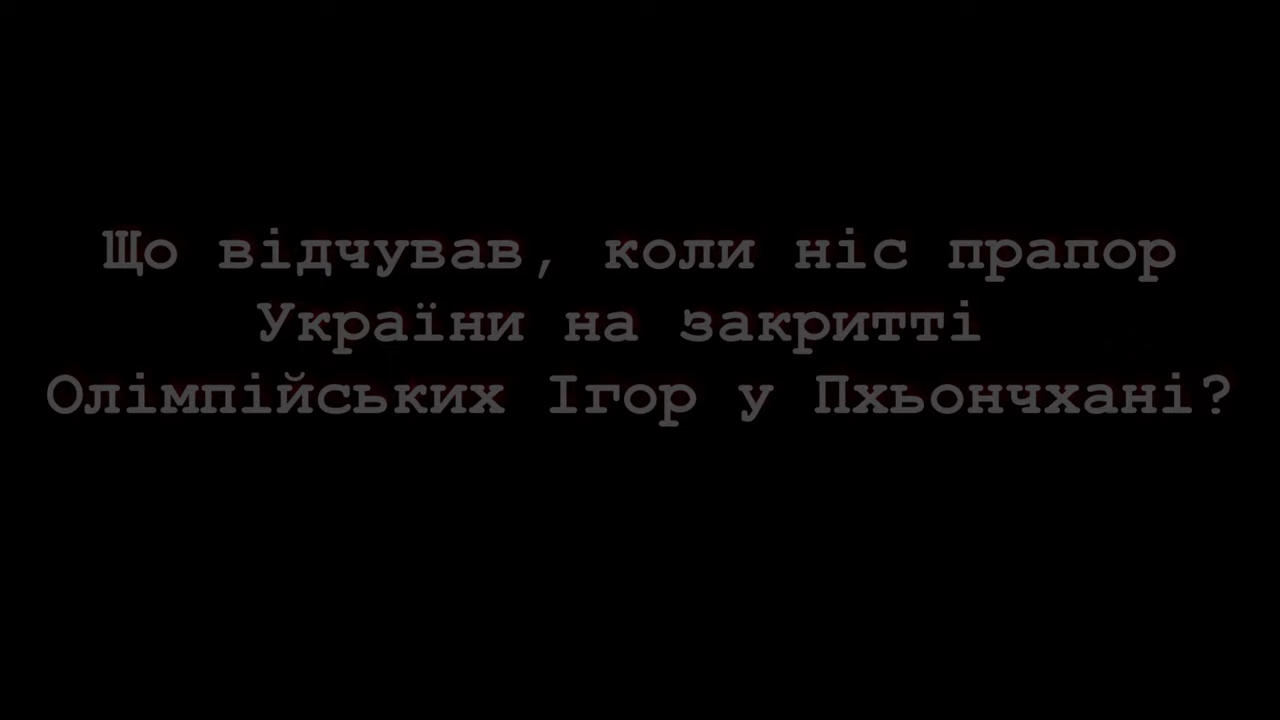 Що відчував, коли ніс прапор
України на закритті
Олімпійських Ігор у Пхьончхані?